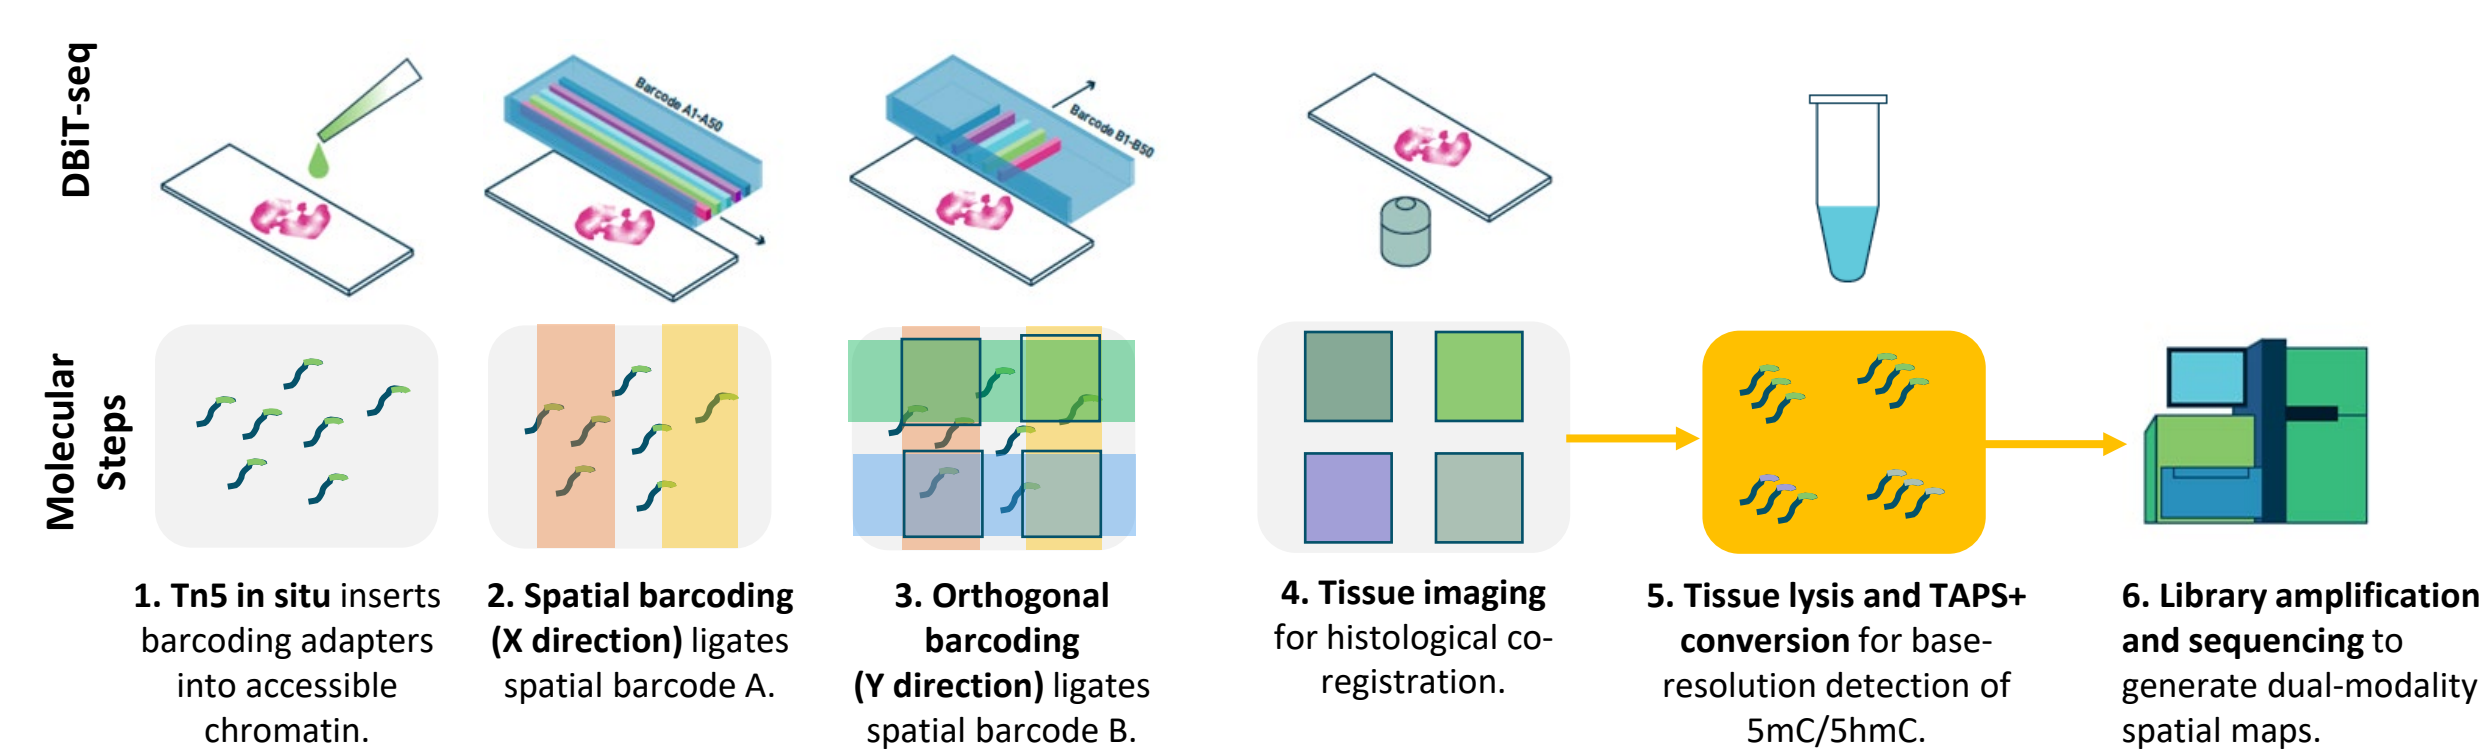 DBiT-seq
Barcode A1-A50
Barcode B1-B50
Molecular
Steps
1. Tn5 in situ inserts
barcoding adapters
into accessible
chromatin.
2. Spatial barcoding
(X direction) ligates
spatial barcode A.
3. Orthogonal
barcoding
(Y direction) ligates
spatial barcode B.
4. Tissue imaging
for histological co-
registration.
5. Tissue lysis and TAPS+
conversion for base-
resolution detection of
5mC/5hmC.
6. Library amplification
and sequencing to
generate dual-modality
spatial maps.